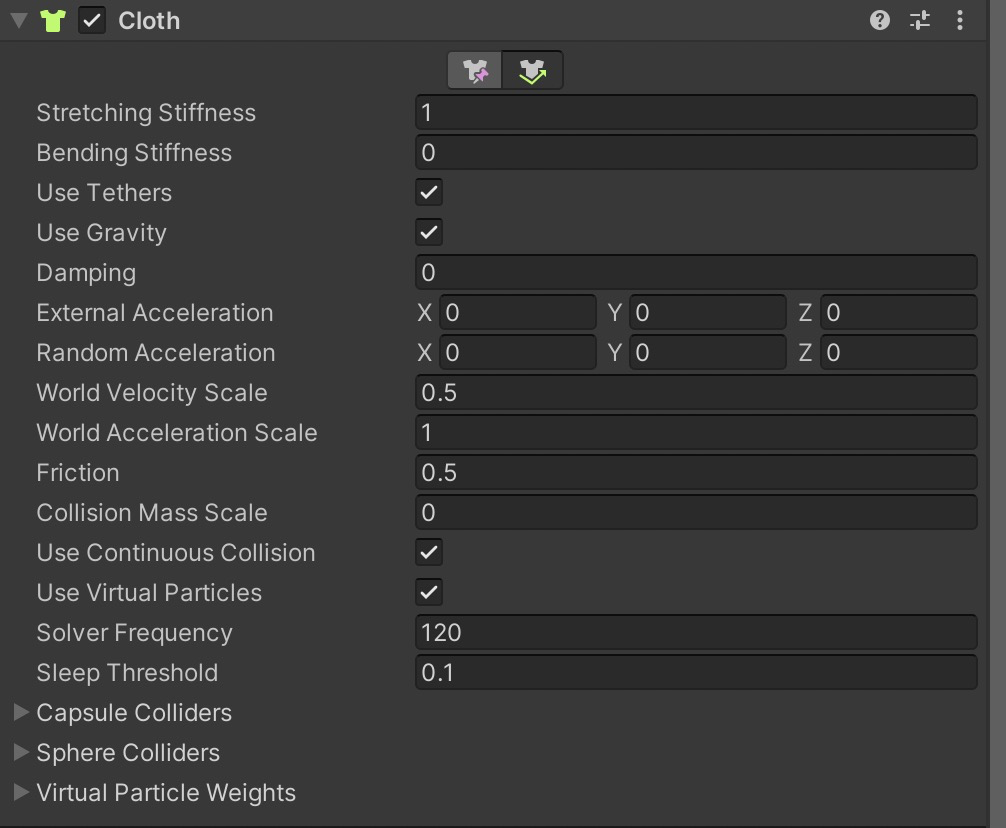 Cloth
Stretching Stiffness 1
Bending Stiffness 0
Use Tethers
Use Gravity
Damping 0
External Acceleration X 0 Y 0 Z 0
Random Acceleration X 0 Y 0 Z 0
World Velocity Scale 0.5
World Acceleration Scale 1
Friction 0.5
Collision Mass Scale 0
Use Continuous Collision
Use Virtual Particles
Solver Frequency 120
Sleep Threshold 0.1
Capsule Colliders
Sphere Colliders
Virtual Particle Weights